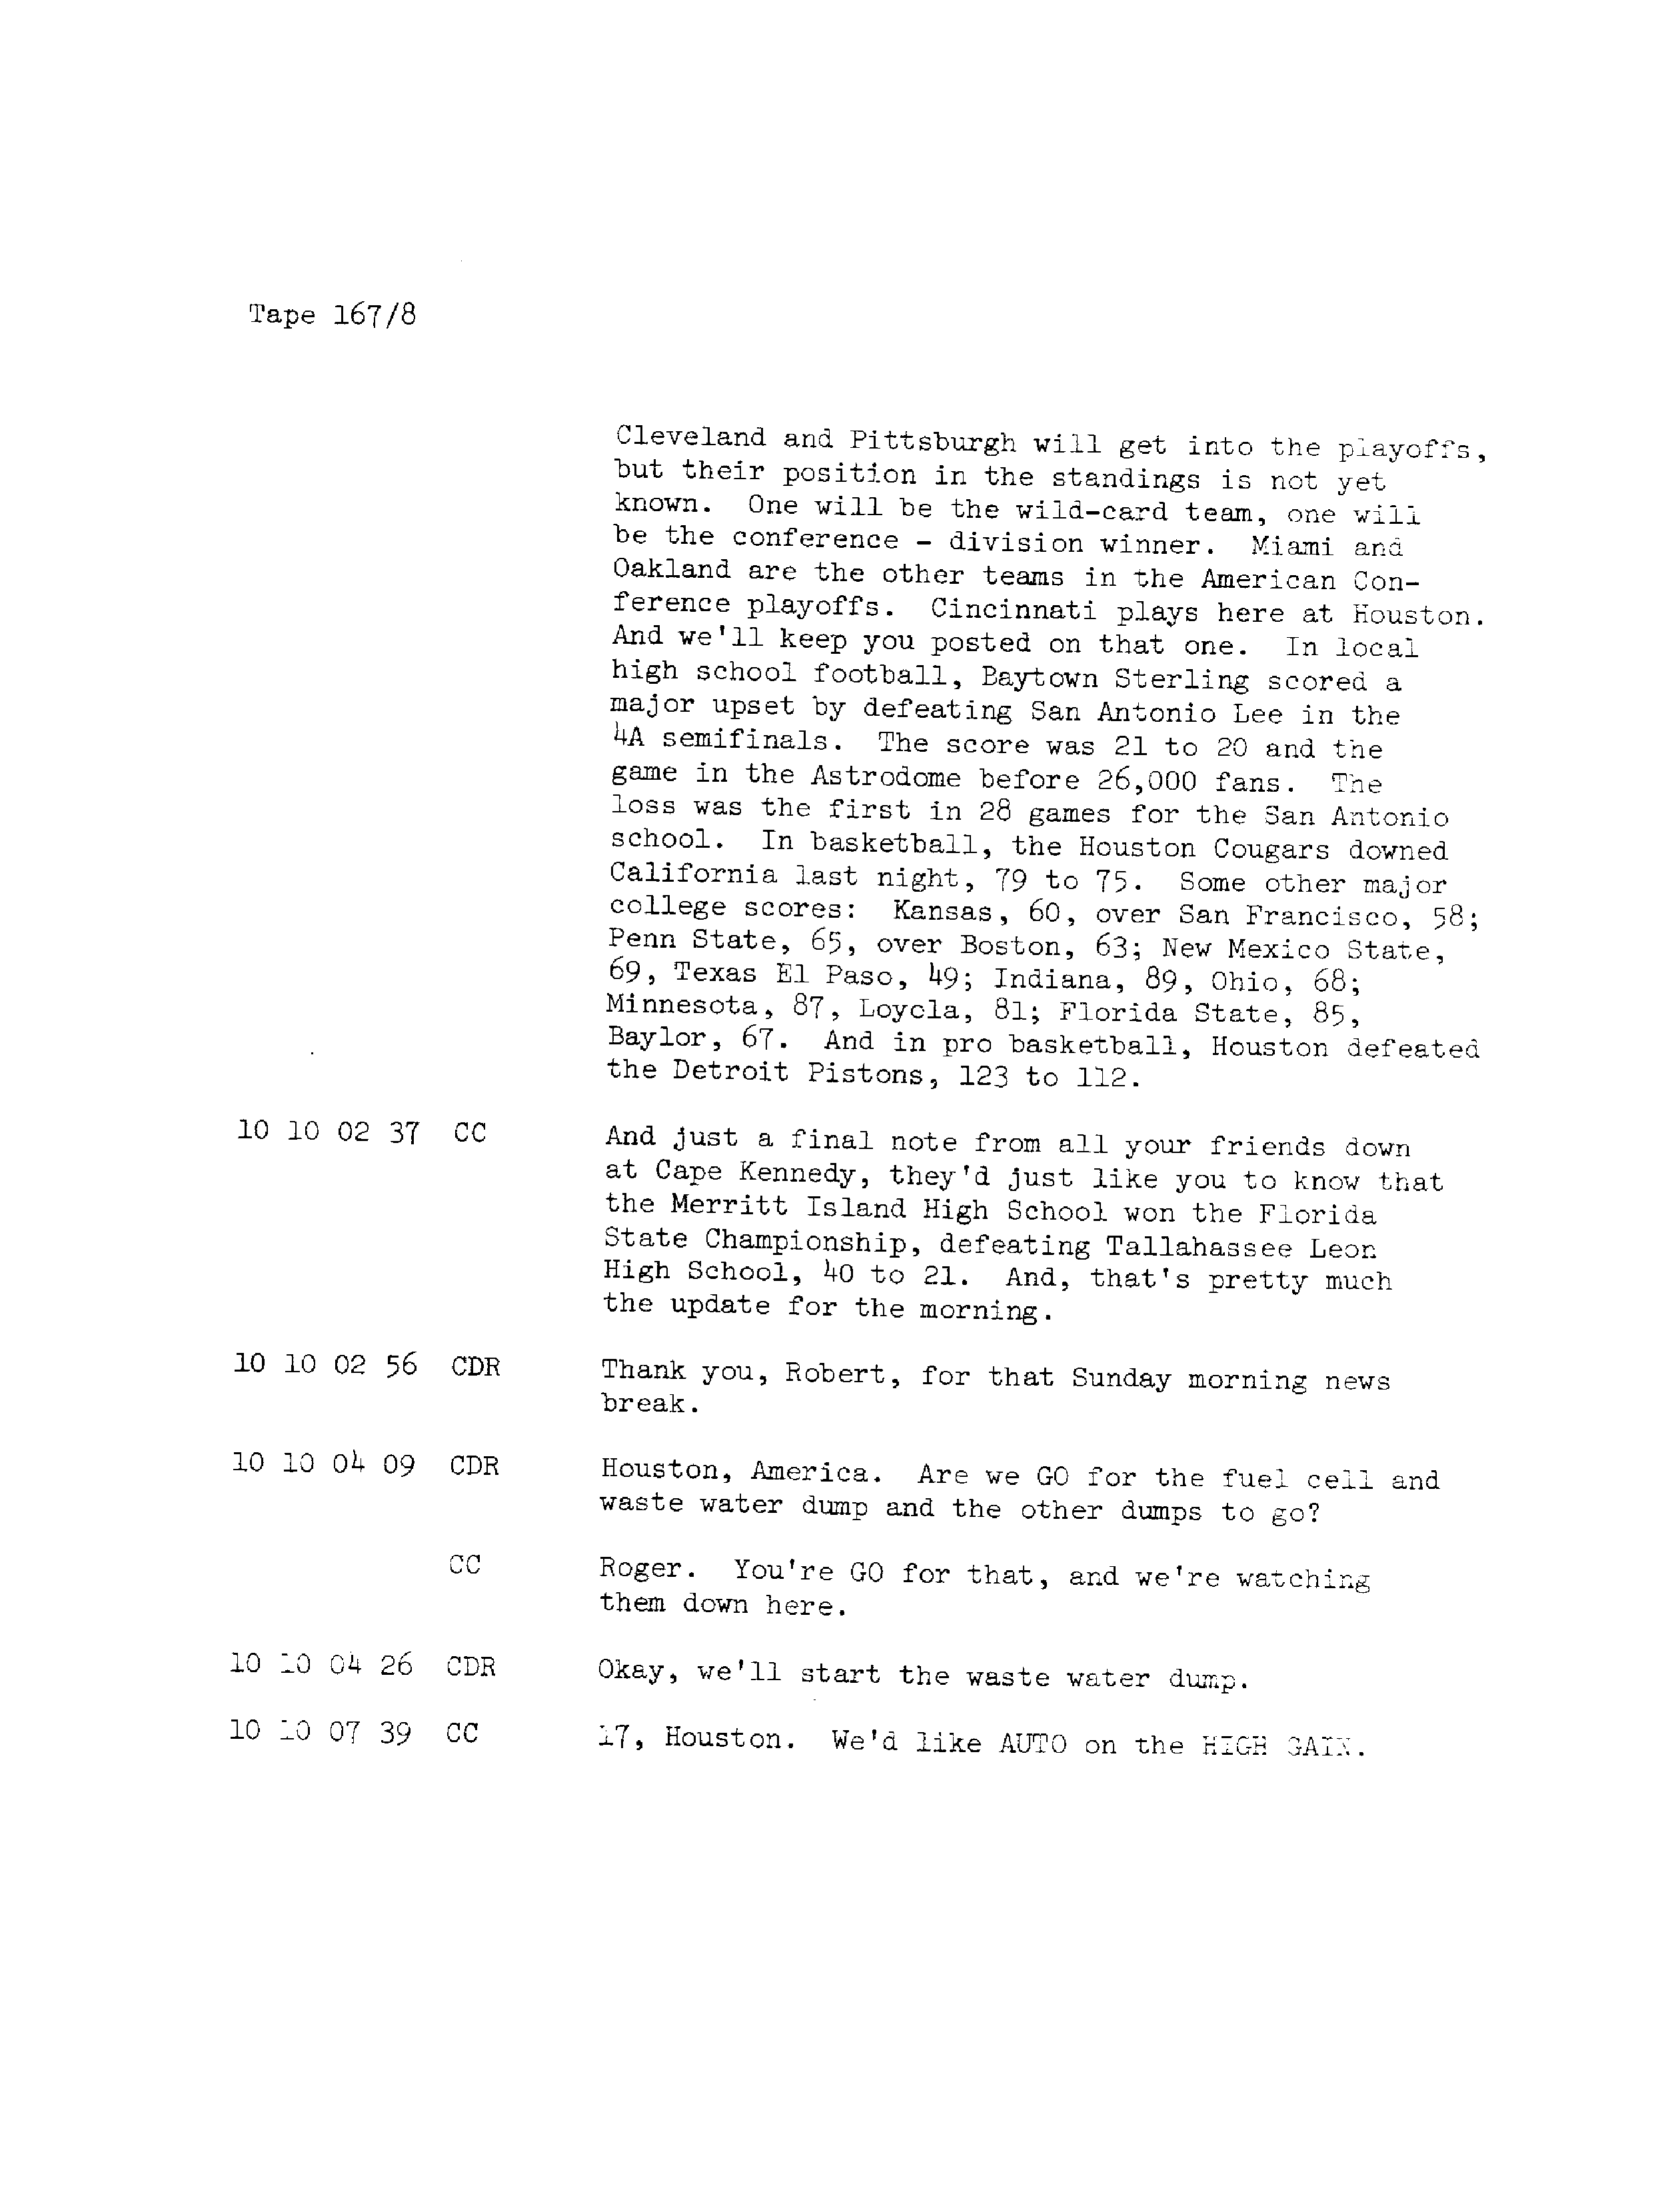 Tape 167/8
Cleveland and Pittsburgh will get into the playoffs,
but their position in the standings is not yet
known. One will be the wild-card team, one will
be the conference - division winner. Miami and
Oakland are the other teams in the American Con-
ference playoffs. Cincinnati plays here at Houston.
And we'll keep you posted on that one. In local
high school football, Baytown Sterling scored a
major upset by defeating San Antonio Lee in the
4A semifinals. The score was 21 to 20 and the
game in the Astrodome before 26,000 fans. The
loss was the first in 28 games for the San Antonio
school. In basketball, the Houston Cougars downed
California last night, 79 to 75. Some other major
college scores: Kansas, 60, over San Francisco, 58;
Penn State, 65, over Boston, 63; New Mexico State,
69, Texas El Paso, 49; Indiana, 89, Ohio, 68;
Minnesota, 87, Loycla, 81; Florida State, 85,
Baylor, 67. And in pro basketball, Houston defeated
the Detroit Pistons, 123 to 112.
10 10 02 37 CC And just a final note from all your friends down
at Cape Kennedy, they'd just like you to know that
the Merritt Island High School won the Florida
State Championship, defeating Tallahassee Leon
High School, 40 to 21. And, that's pretty much
the update for the morning.
10 10 02 56 CDR Thank you, Robert, for that Sunday morning news
break.
10 10 04 09 CDR Houston, America. Are we GO for the fuel cell and
waste water dump and the other dumps to go?
CC Roger. You're GO for that, and we're watching
them down here.
10 10 04 26 CDR Okay, we'll start the waste water dump.
10 10 07 39 CC 17, Houston. We'd like AUTO on the HIGH GAIN.